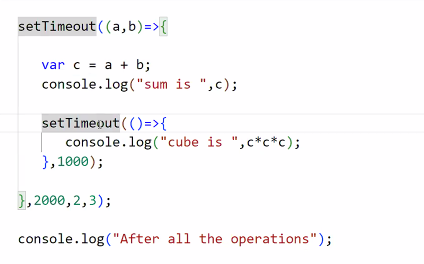 setTimeout((a,b)=>{
var c = a + b;
console.log("sum is ",c);
setTimeout(()=>{
console.log("cube is ",c*c*c);
},1000);
},2000,2,3);
console.log("After all the operations");